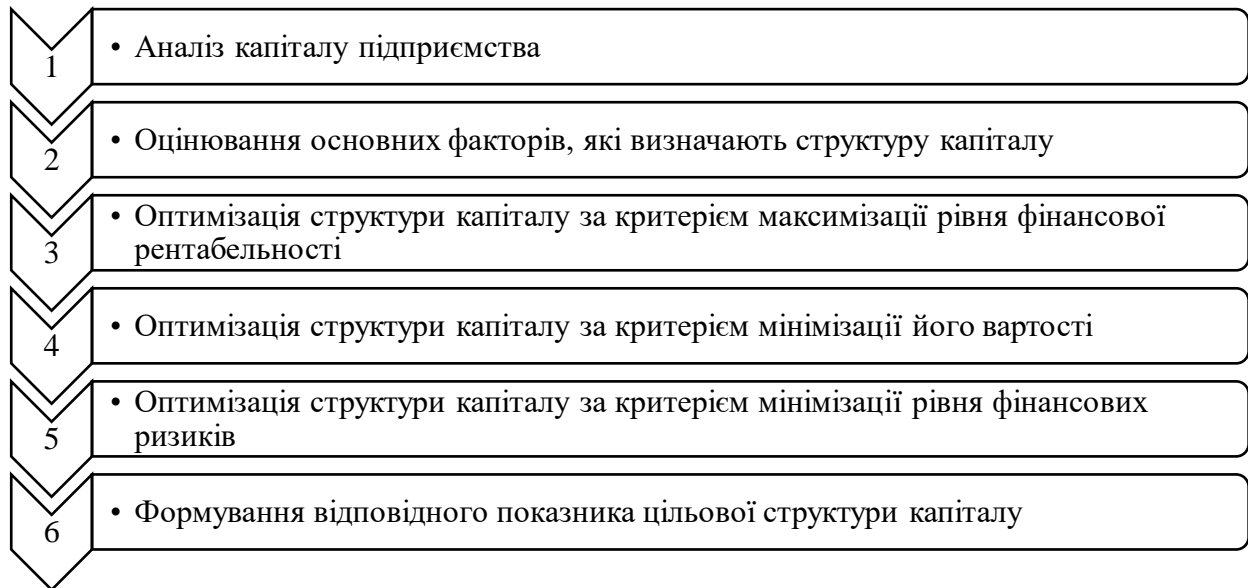 1
• Аналіз капіталу підприємства
2
• Оцінювання основних факторів, які визначають структуру капіталу
3
• Оптимізація структури капіталу за критерієм максимізації рівня фінансової
рентабельності
4
• Оптимізація структури капіталу за критерієм мінімізації його вартості
5
• Оптимізація структури капіталу за критерієм мінімізації рівня фінансових
ризиків
6
• Формування відповідного показника цільової структури капіталу